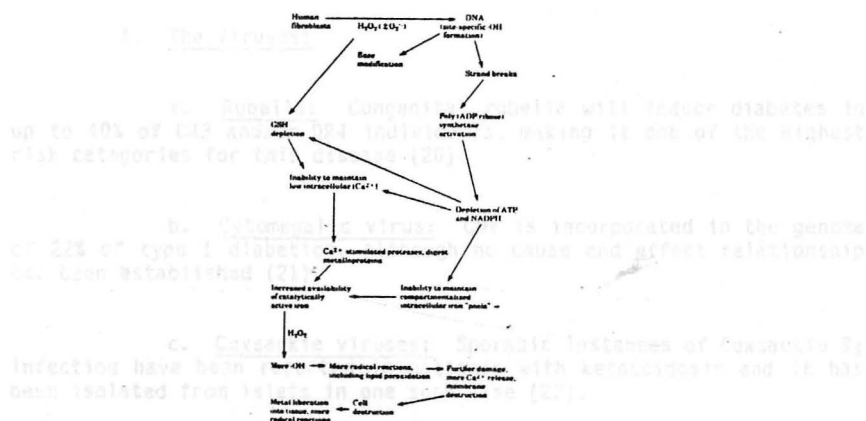 Human fibroblasts
H₂O₂ (±O₂⁻)
DNA (site-specific ·OH formation)
Base modification
Strand breaks
GSH depletion
Poly (ADP ribose) synthetase activation
Inability to maintain low intracellular [Ca²⁺]
Depletion of ATP and NADPH
Ca²⁺-stimulated proteases, digest metalloproteins
Increased availability of catalytically active iron
Inability to maintain compartmentalized intracellular iron "pools"
H₂O₂
·OH
More radical reactions, including lipid peroxidation
Further damage, more Ca²⁺ release, membrane destruction
Metal liberation into tissue, more radical reactions
Cell destruction
1. The Viruses:
a. Rubella: Congenital rubella will induce diabetes in
up to 40% of DR3 and DR4 individuals, making it one of the highest
risk categories for this disease (20)
b. Cytomegalic virus: CMV is incorporated in the genome
of 22% of type 1 diabetics although no cause and effect relationship
has been established (21)
c. Coxsackie viruses: Sporadic instances of Coxsackie B₄
infection have been with ketoacidosis and it has
been isolated from islets in one (22).